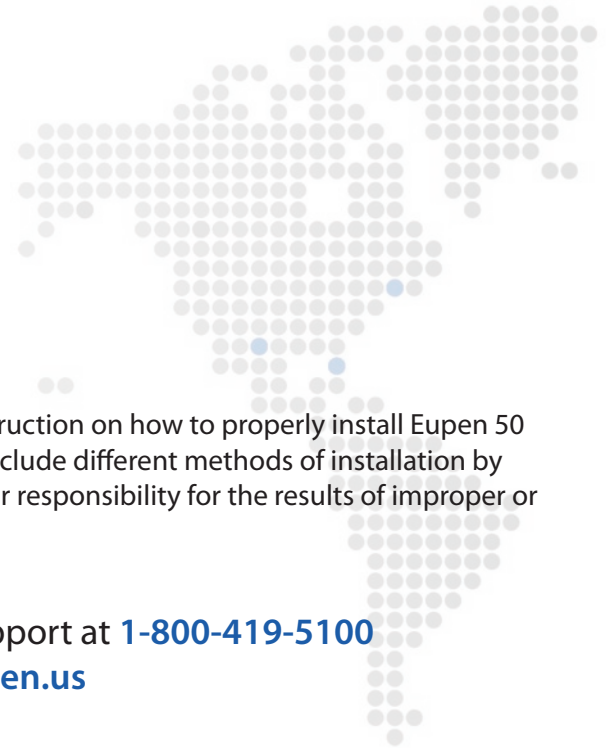 ruction on how to properly install Eupen 50
clude different methods of installation by
r responsibility for the results of improper or
port at 1-800-419-5100
en.us